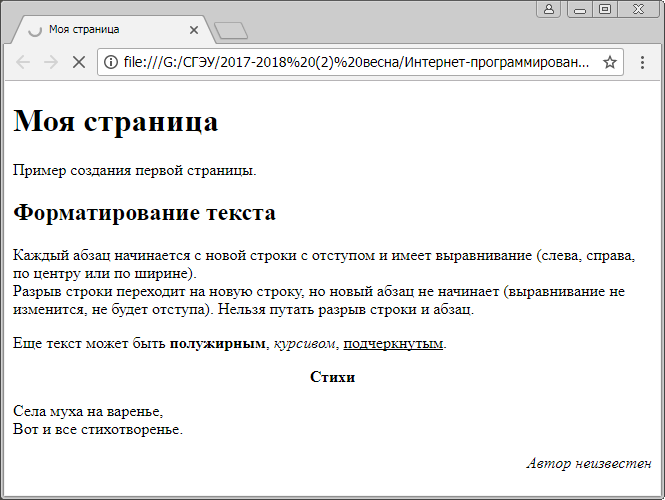 Моя страница
file:///G:/СГЭУ/2017-2018%20(2)%20весна/Интернет-программирован...
Моя страница
Пример создания первой страницы.
Форматирование текста
Каждый абзац начинается с новой строки с отступом и имеет выравнивание (слева, справа,
по центру или по ширине).
Разрыв строки переходит на новую строку, но новый абзац не начинает (выравнивание не
изменится, не будет отступа). Нельзя путать разрыв строки и абзац.
Еще текст может быть полужирным, курсивом, подчеркнутым.
Стихи
Села муха на варенье,
Вот и все стихотворенье.
Автор неизвестен